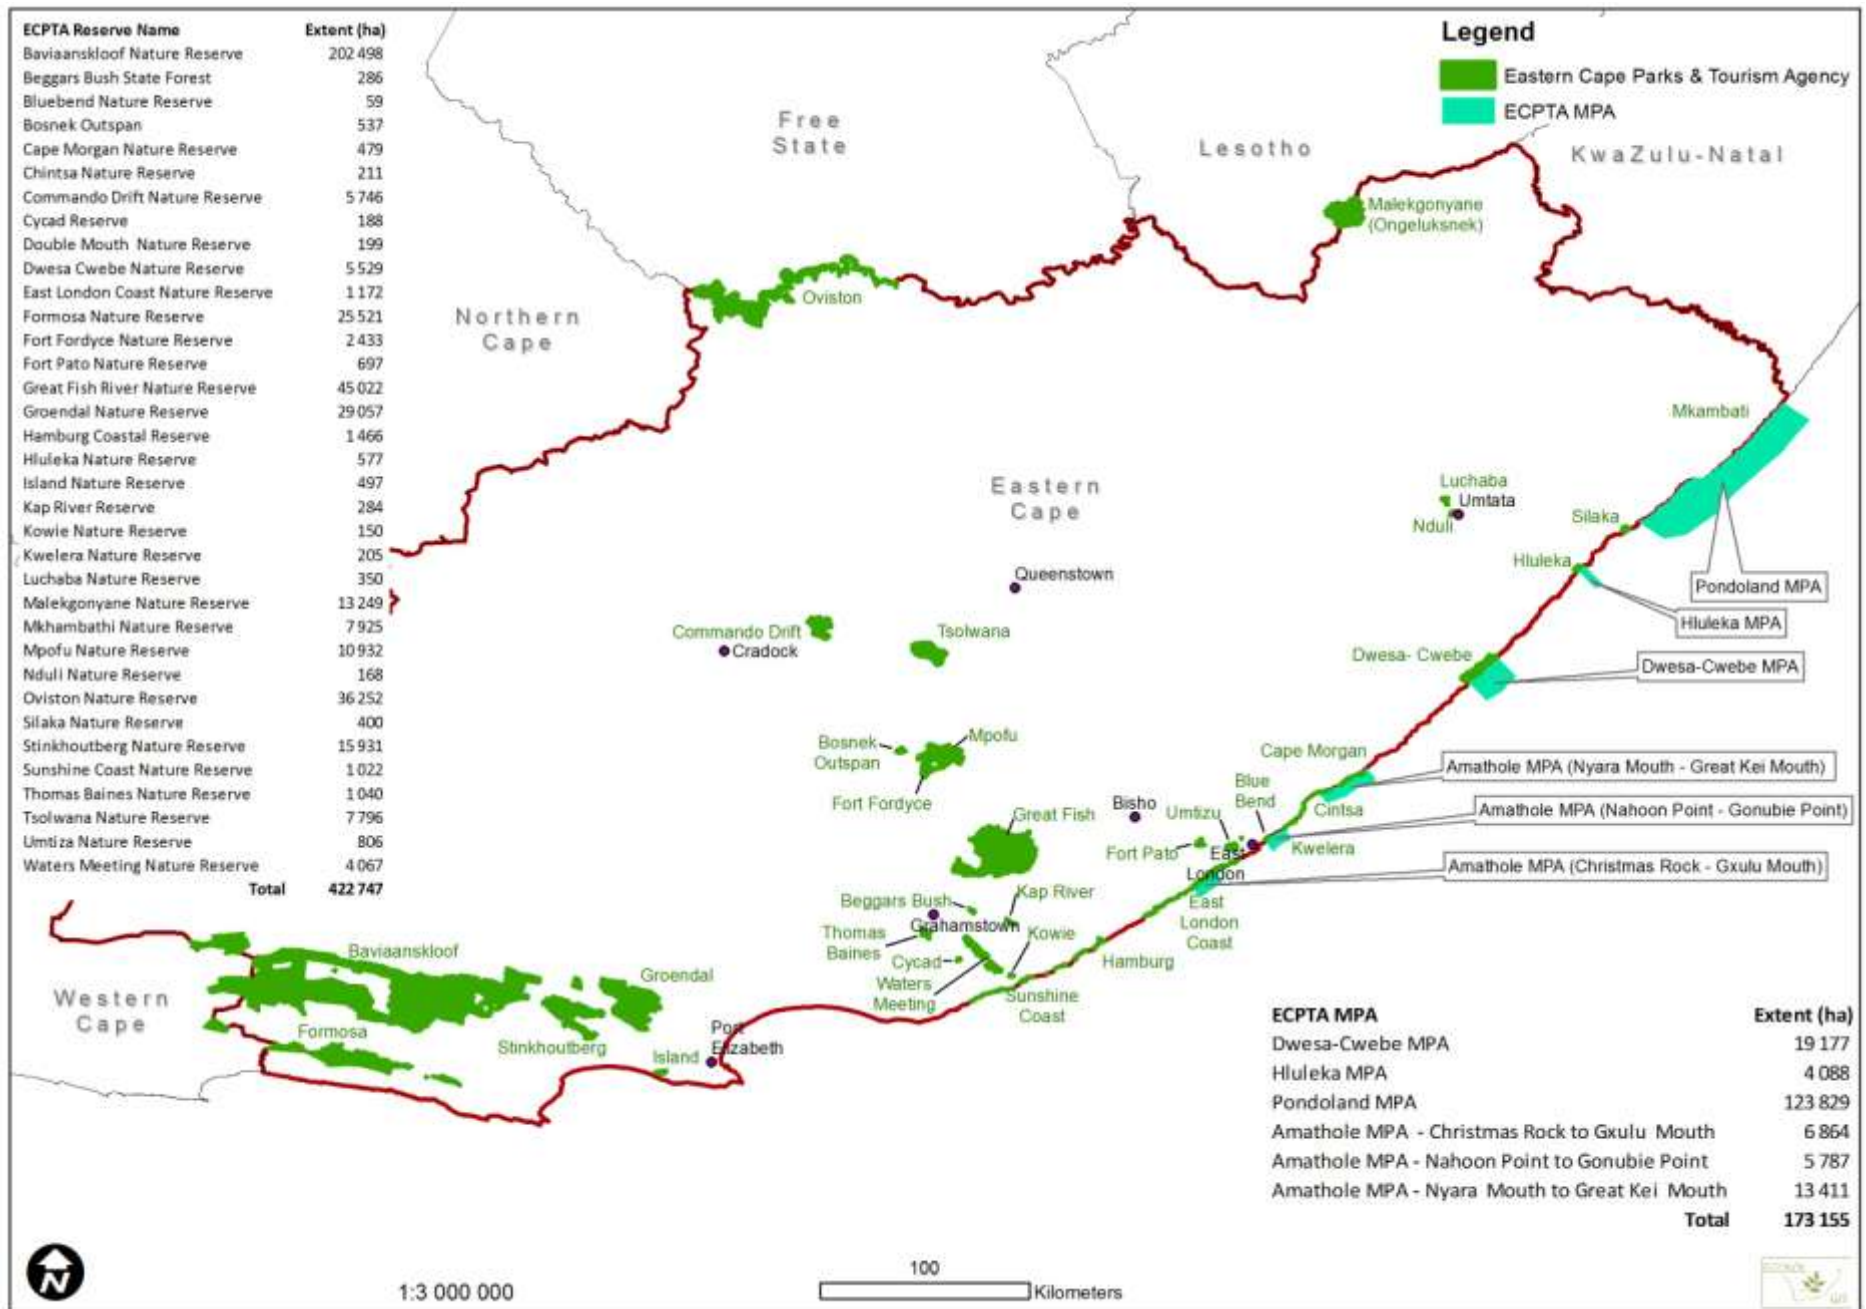 ECPTA Reserve Name Extent (ha)
Baviaanskloof Nature Reserve 202 498
Beggars Bush State Forest 286
Bluebend Nature Reserve 59
Bosnek Outspan 537
Cape Morgan Nature Reserve 479
Chintsa Nature Reserve 211
Commando Drift Nature Reserve 5 746
Cycad Reserve 188
Double Mouth Nature Reserve 199
Dwesa Cwebe Nature Reserve 5 529
East London Coast Nature Reserve 1 172
Formosa Nature Reserve 25 521
Fort Fordyce Nature Reserve 2 433
Fort Pato Nature Reserve 697
Great Fish River Nature Reserve 45 022
Groendal Nature Reserve 29 057
Hamburg Coastal Reserve 1 466
Hluleka Nature Reserve 577
Island Nature Reserve 497
Kap River Reserve 284
Kowie Nature Reserve 150
Kwelera Nature Reserve 205
Luchaba Nature Reserve 350
Malekgonyane Nature Reserve 13 249
Mkhambathi Nature Reserve 7 925
Mpofu Nature Reserve 10 932
Nduli Nature Reserve 168
Oviston Nature Reserve 36 252
Silaka Nature Reserve 400
Stinkhoutberg Nature Reserve 15 931
Sunshine Coast Nature Reserve 1 022
Thomas Baines Nature Reserve 1 040
Tsolwana Nature Reserve 7 796
Umtiza Nature Reserve 806
Waters Meeting Nature Reserve 4 067
Total 422 747
Legend
Eastern Cape Parks & Tourism Agency
ECPTA MPA
Free
State
Lesotho
KwaZulu-Natal
Malekgonyane
(Ongeluksnek)
Oviston
Northern
Cape
Mkambati
Eastern
Cape
Luchaba
Umtata
Nduli
Silaka
Hluleka
Pondoland MPA
Hluleka MPA
Queenstown
Commando Drift
Cradock
Tsolwana
Dwesa- Cwebe
Dwesa-Cwebe MPA
Bosnek
Outspan
Mpofu
Fort Fordyce
Cape Morgan
Amathole MPA (Nyara Mouth - Great Kei Mouth)
Blue
Bend
Cintsa
Bisho
Umtizu
Amathole MPA (Nahoon Point - Gonubie Point)
Great Fish
Fort Pato
East
London
Kwelera
Amathole MPA (Christmas Rock - Gxulu Mouth)
East
London
Coast
Beggars Bush
Kap River
Grahamstown
Thomas
Baines
Kowie
Cycad
Waters
Meeting
Hamburg
Sunshine
Coast
Baviaanskloof
Groendal
Western
Cape
Formosa
Stinkhoutberg
Island
Port
Elizabeth
ECPTA MPA Extent (ha)
Dwesa-Cwebe MPA 19 177
Hluleka MPA 4 088
Pondoland MPA 123 829
Amathole MPA - Christmas Rock to Gxulu Mouth 6 864
Amathole MPA - Nahoon Point to Gonubie Point 5 787
Amathole MPA - Nyara Mouth to Great Kei Mouth 13 411
Total 173 155
N
1:3 000 000
100
Kilometers